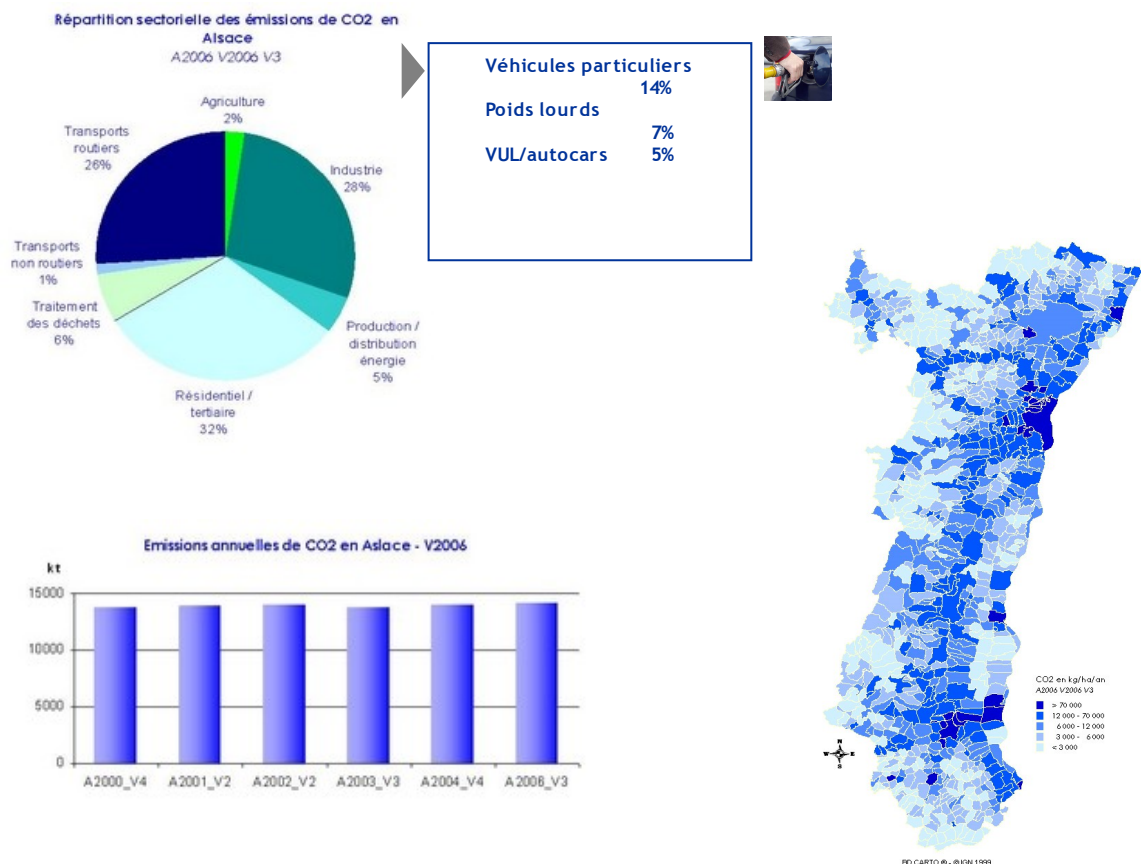 Répartition sectorielle des émissions de CO2 en
Alsace
A2006 V2006 V3
Agriculture
2%
Transports
routiers
26%
Industrie
28%
Transports
non routiers
1%
Traitement
des déchets
6%
Production /
distribution
énergie
5%
Résidentiel /
tertiaire
32%
Véhicules particuliers
14%
Poids lourds
7%
VUL/autocars 5%
Emissions annuelles de CO2 en Aslace - V2006
kt
15000
10000
5000
0
A2000_V4 A2001_V2 A2002_V2 A2003_V3 A2004_V4 A2006_V3
CO2 en kg/ha/an
A2006 V2006 V3
> 70 000
12 000 - 70 000
6 000 - 12 000
3 000 - 6 000
< 3 000
N
W E
S
BD CARTO ® - @IGN 1999